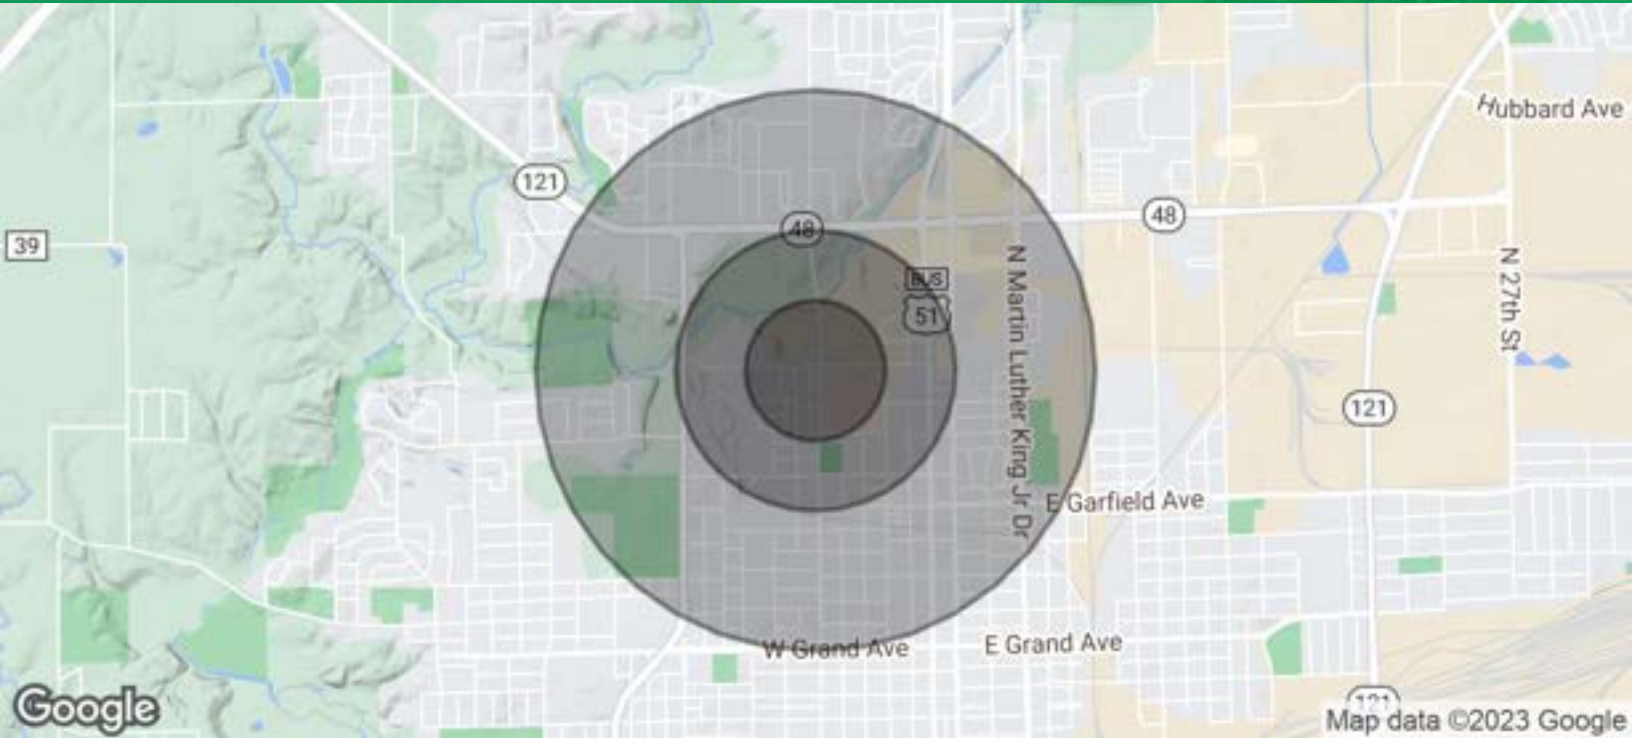 Hubbard Ave
121
48
48
39
N Martin Luther King Jr Dr
N 27th St
BUS
51
121
E Garfield Ave
W Grand Ave
E Grand Ave
121
Google
Map data ©2023 Google